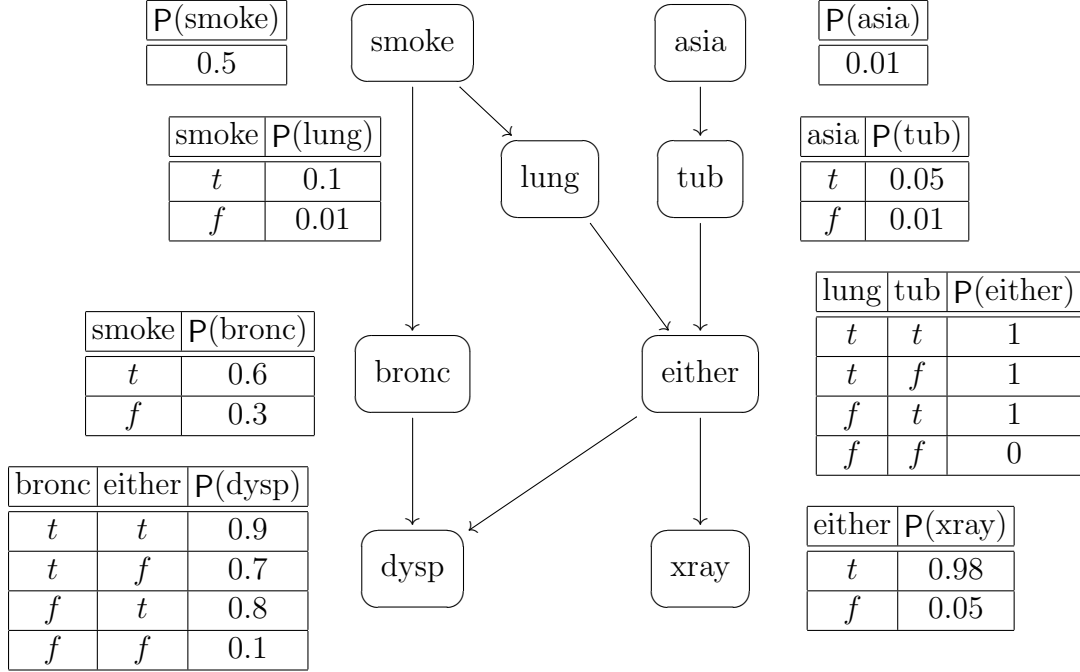 P(smoke)
0.5
smoke
asia
P(asia)
0.01
smoke P(lung)
t 0.1
f 0.01
lung
tub
asia P(tub)
t 0.05
f 0.01
lung tub P(either)
t t 1
t f 1
f t 1
f f 0
smoke P(bronc)
t 0.6
f 0.3
bronc
either
bronc either P(dysp)
t t 0.9
t f 0.7
f t 0.8
f f 0.1
dysp
xray
either P(xray)
t 0.98
f 0.05